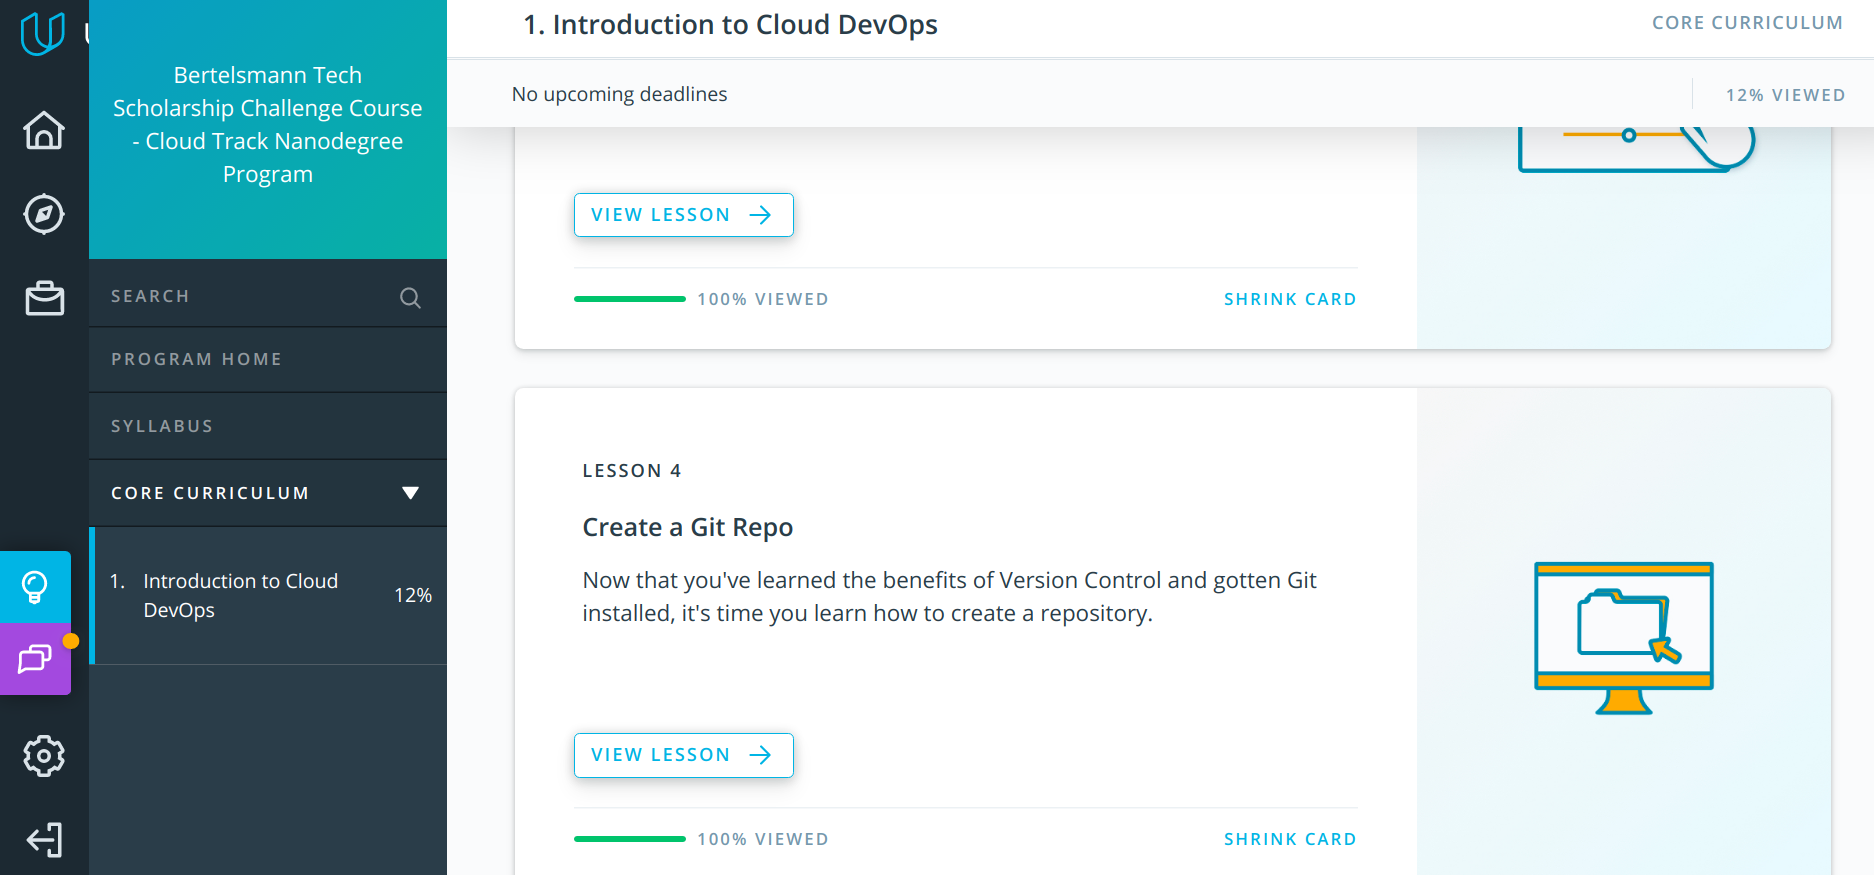 Bertelsmann Tech
Scholarship Challenge Course
- Cloud Track Nanodegree
Program
SEARCH
PROGRAM HOME
SYLLABUS
CORE CURRICULUM
1. Introduction to Cloud
DevOps
12%
1. Introduction to Cloud DevOps
CORE CURRICULUM
No upcoming deadlines
12% VIEWED
VIEW LESSON
100% VIEWED
SHRINK CARD
LESSON 4
Create a Git Repo
Now that you've learned the benefits of Version Control and gotten Git
installed, it's time you learn how to create a repository.
VIEW LESSON
100% VIEWED
SHRINK CARD